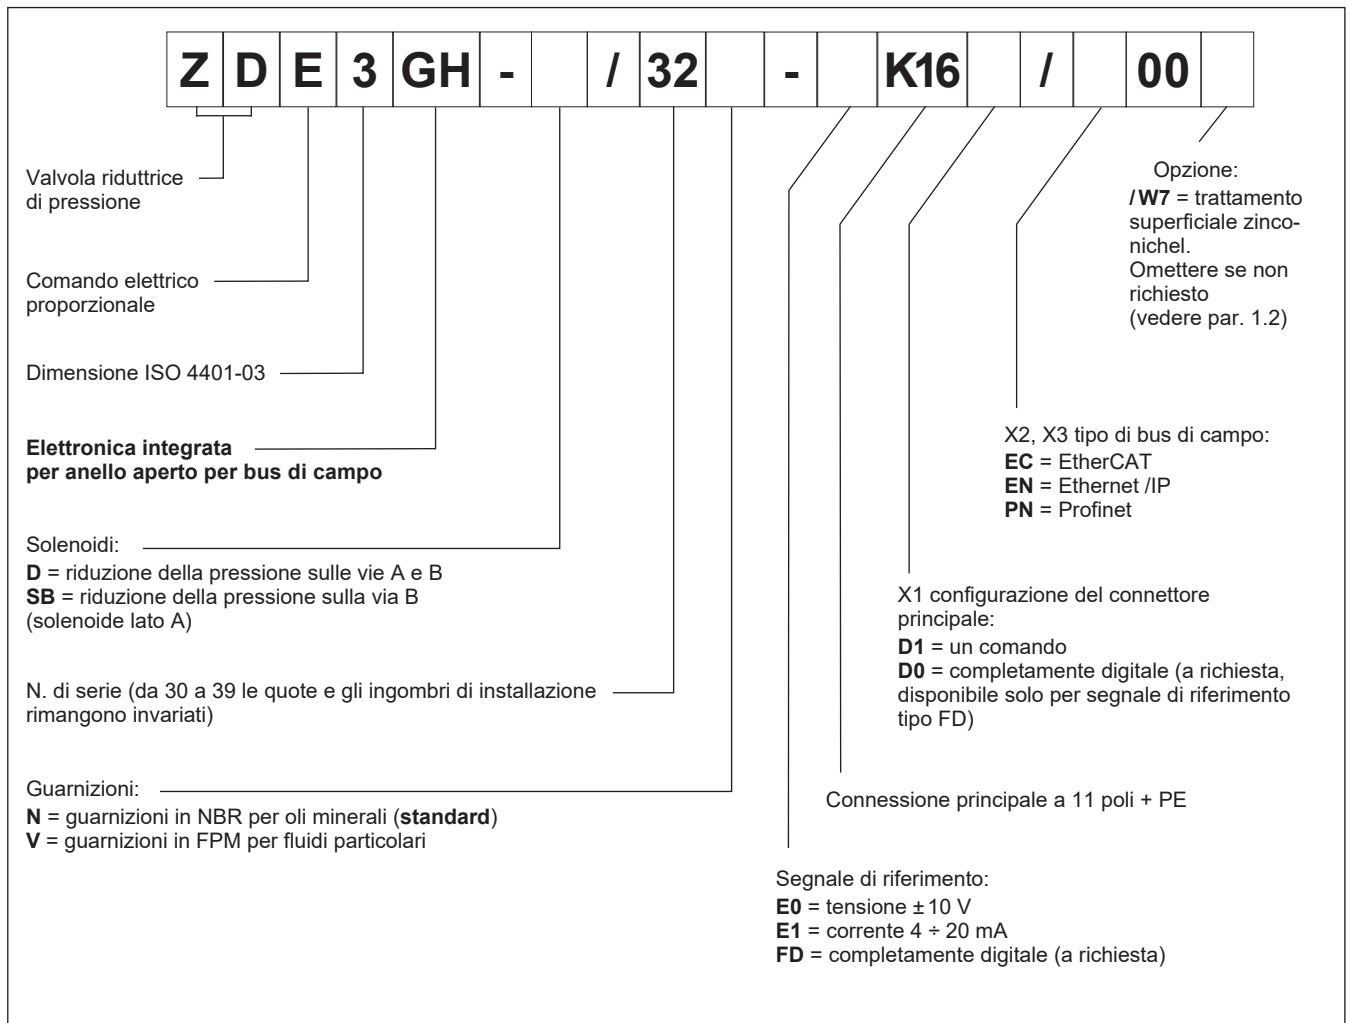 Z D E 3 GH - / 32 - K16 / 00
Valvola riduttrice
di pressione
Comando elettrico
proporzionale
Dimensione ISO 4401-03
Elettronica integrata
per anello aperto per bus di campo
Solenoidi:
D = riduzione della pressione sulle vie A e B
SB = riduzione della pressione sulla via B
(solenoide lato A)
N. di serie (da 30 a 39 le quote e gli ingombri di installazione
rimangono invariati)
Guarnizioni:
N = guarnizioni in NBR per oli minerali (standard)
V = guarnizioni in FPM per fluidi particolari
Opzione:
/W7 = trattamento
superficiale zinco-
nichel.
Omettere se non
richiesto
(vedere par. 1.2)
X2, X3 tipo di bus di campo:
EC = EtherCAT
EN = Ethernet /IP
PN = Profinet
X1 configurazione del connettore
principale:
D1 = un comando
D0 = completamente digitale (a richiesta,
disponibile solo per segnale di riferimento
tipo FD)
Connessione principale a 11 poli + PE
Segnale di riferimento:
E0 = tensione ±10 V
E1 = corrente 4 ÷ 20 mA
FD = completamente digitale (a richiesta)